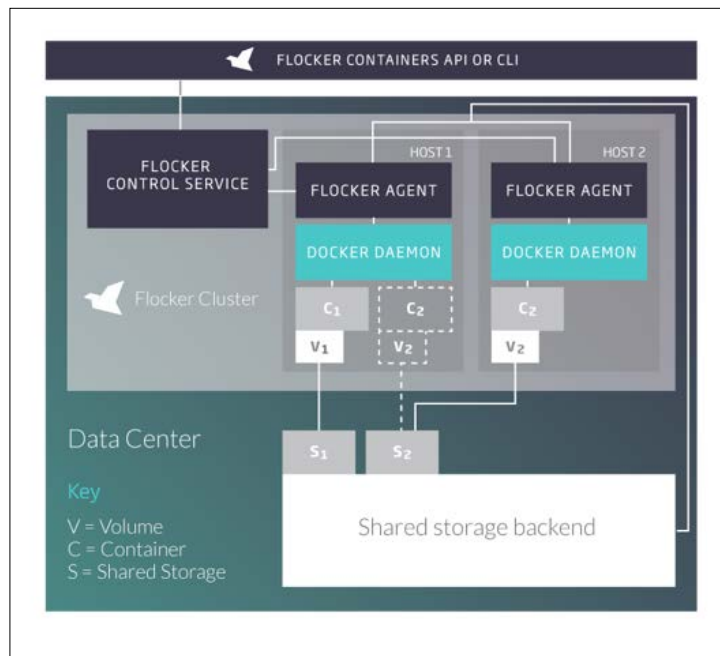 FLOCKER CONTAINERS API OR CLI
FLOCKER
CONTROL SERVICE
HOST 1
HOST 2
FLOCKER AGENT
FLOCKER AGENT
DOCKER DAEMON
DOCKER DAEMON
Flocker Cluster
C1
C2
C2
V1
V2
V2
Data Center
S1
S2
Key
V = Volume
C = Container
S = Shared Storage
Shared storage backend